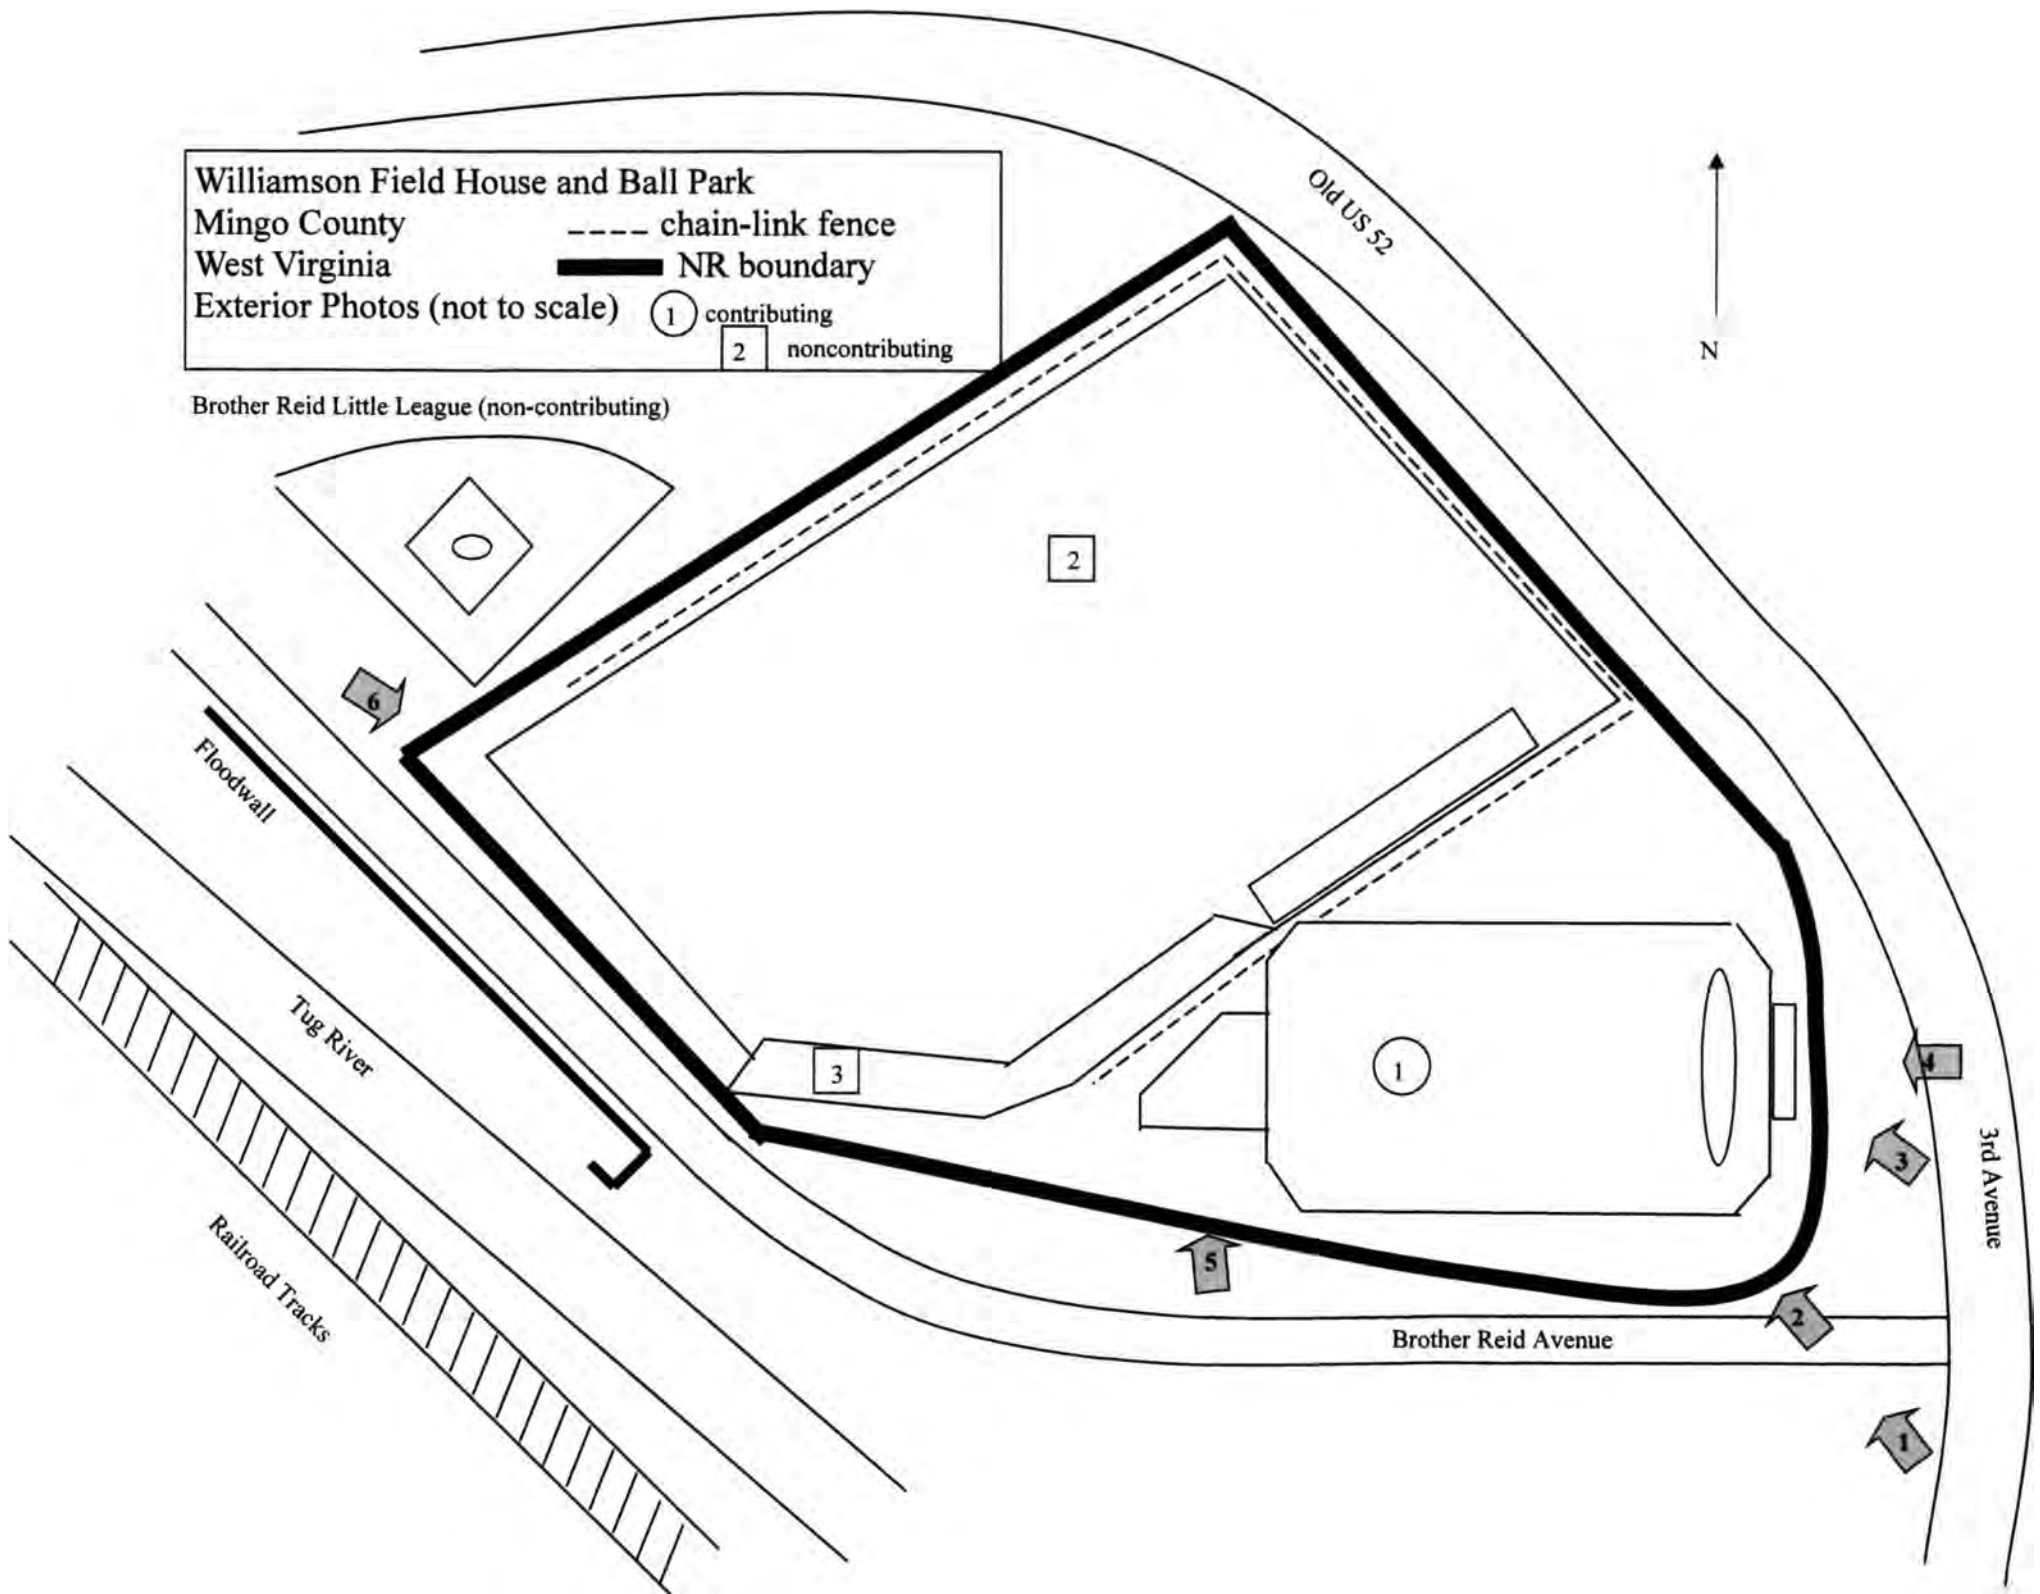 Williamson Field House and Ball Park
Mingo County
---- chain-link fence
West Virginia
NR boundary
Exterior Photos (not to scale)
1 contributing
2 noncontributing
Brother Reid Little League (non-contributing)
Old US 52
N
2
6
Floodwall
Tug River
3
1
4
3
3rd Avenue
5
Railroad Tracks
2
Brother Reid Avenue
1